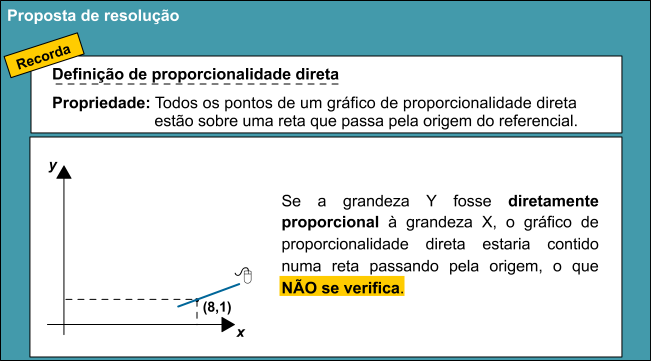 Proposta de resolução
Recorda
Definição de proporcionalidade direta
Propriedade: Todos os pontos de um gráfico de proporcionalidade direta
estão sobre uma reta que passa pela origem do referencial.
y
Se a grandeza Y fosse diretamente
proporcional à grandeza X, o gráfico de
proporcionalidade direta estaria contido
numa reta passando pela origem, o que
NÃO se verifica.
(8,1)
x